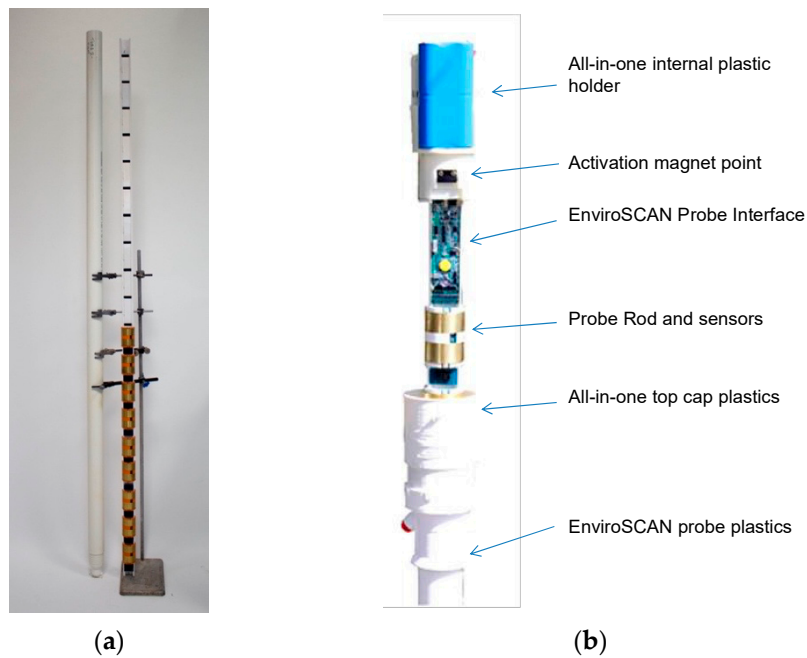 All-in-one internal plastic
holder
Activation magnet point
EnviroSCAN Probe Interface
Probe Rod and sensors
All-in-one top cap plastics
EnviroSCAN probe plastics
(a)
(b)